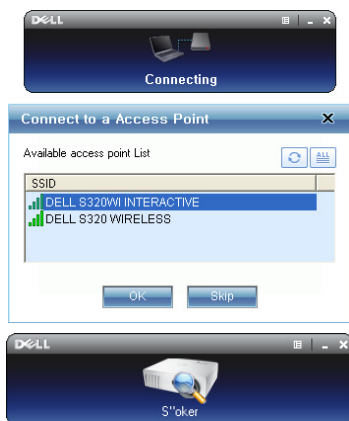 DELL
Connecting
Connect to a Access Point
Available access point List
ALL
SSID
DELL S320WI INTERACTIVE
DELL S320 WIRELESS
OK
Skip
DELL
S"oker